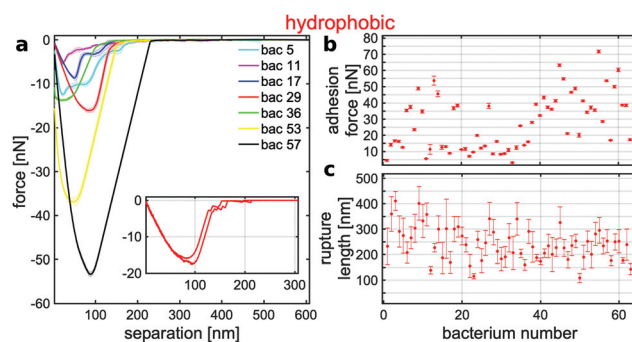 hydrophobic
a
0
-10
-20
-30
-40
-50
-60
force [nN]
0 100 200 300 400 500 600
separation [nm]
bac 5
bac 11
bac 17
bac 29
bac 36
bac 53
bac 57
0
-10
-20
0 100 200 300
b
80
70
60
50
40
30
20
10
0
adhesion
force [nN]
c
500
400
300
200
100
rupture
length [nm]
0 20 40 60
bacterium number